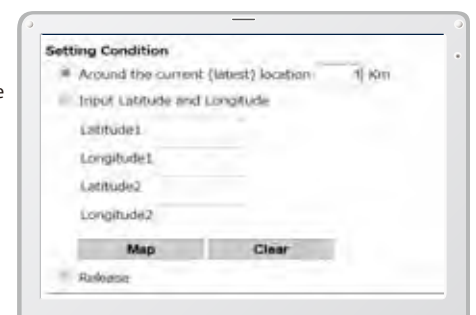 Setting Condition
Around the current (latest) location 1 Km
Input Latitude and Longitude
Latitude1
Longitude1
Latitude2
Longitude2
Map Clear
Release
e